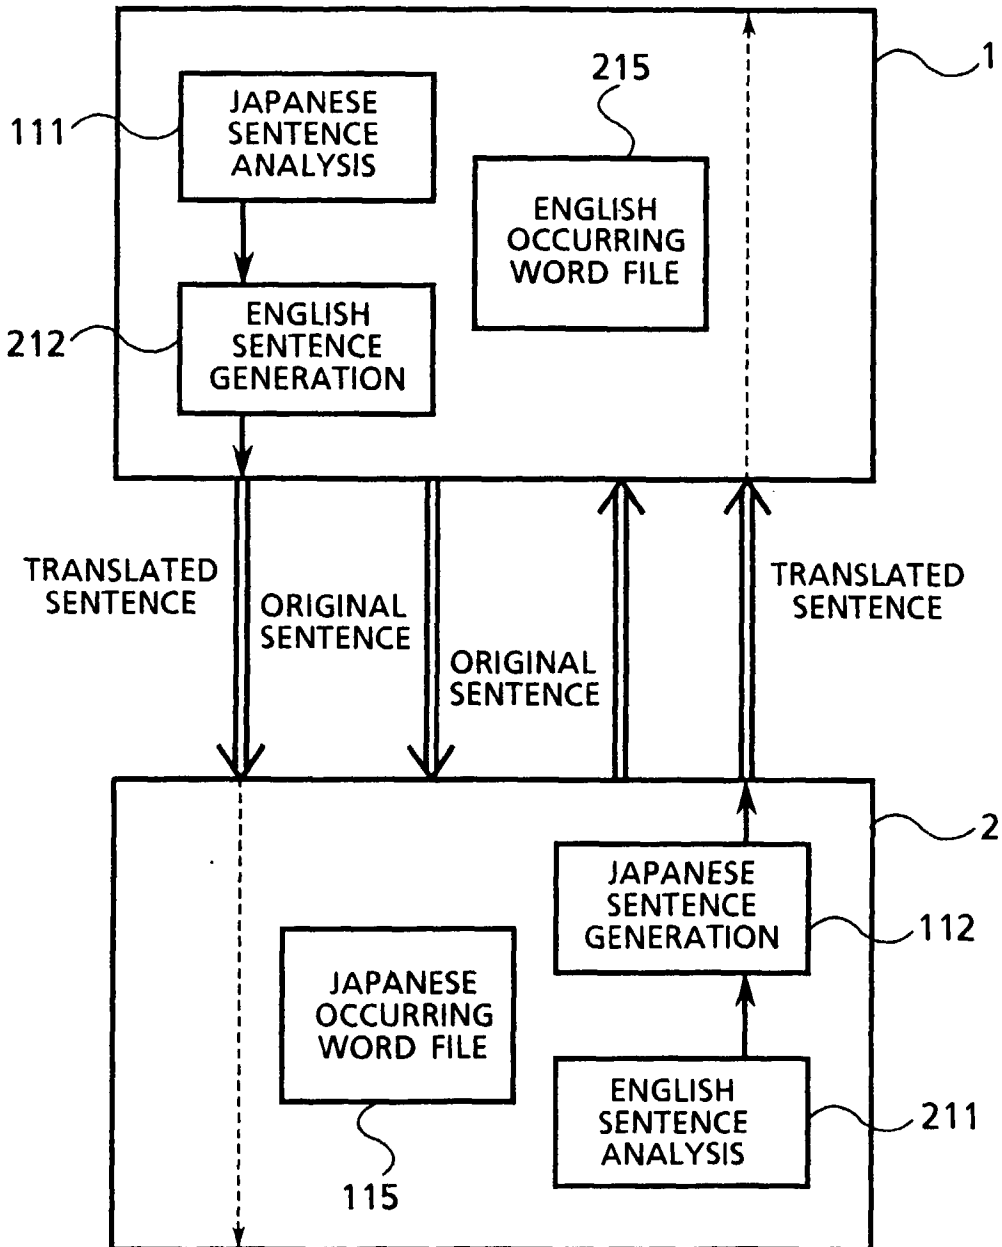 1
215
JAPANESE
SENTENCE
ANALYSIS
111
ENGLISH
OCCURRING
WORD FILE
ENGLISH
SENTENCE
GENERATION
212
TRANSLATED
SENTENCE
ORIGINAL
SENTENCE
ORIGINAL
SENTENCE
TRANSLATED
SENTENCE
2
JAPANESE
SENTENCE
GENERATION
112
JAPANESE
OCCURRING
WORD FILE
ENGLISH
SENTENCE
ANALYSIS
211
115